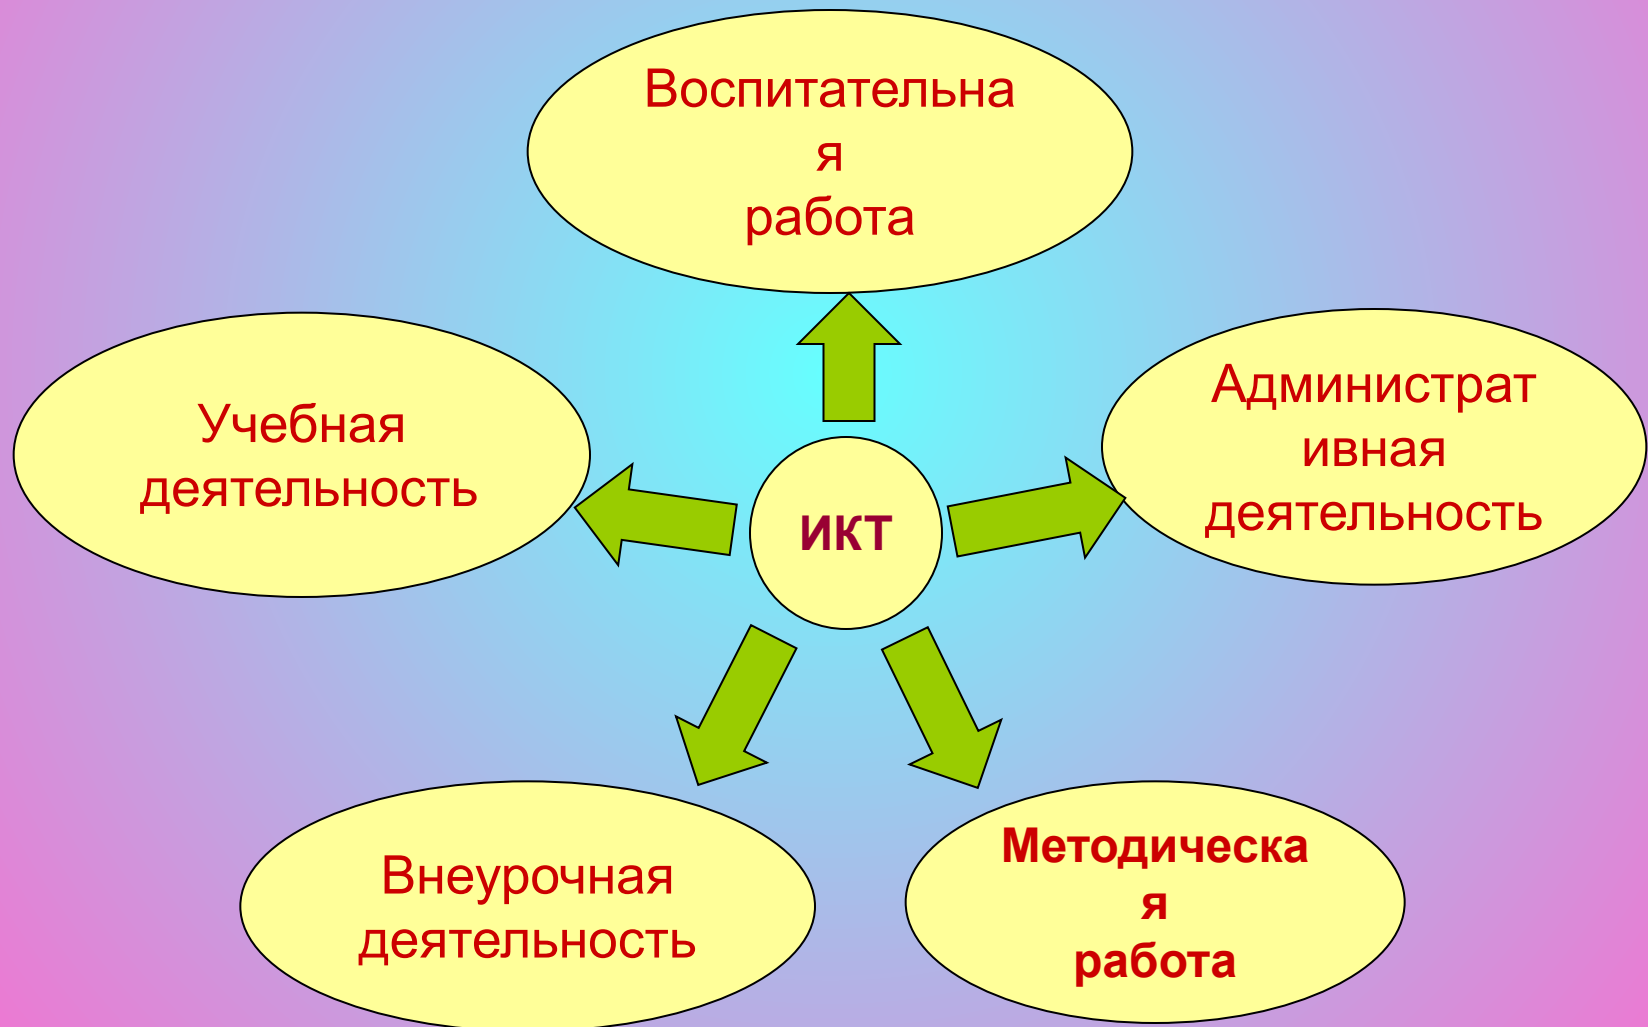 Воспитательна
я
работа
Учебная
деятельность
Администрат
ивная
деятельность
ИКТ
Внеурочная
деятельность
Методическа
я
работа